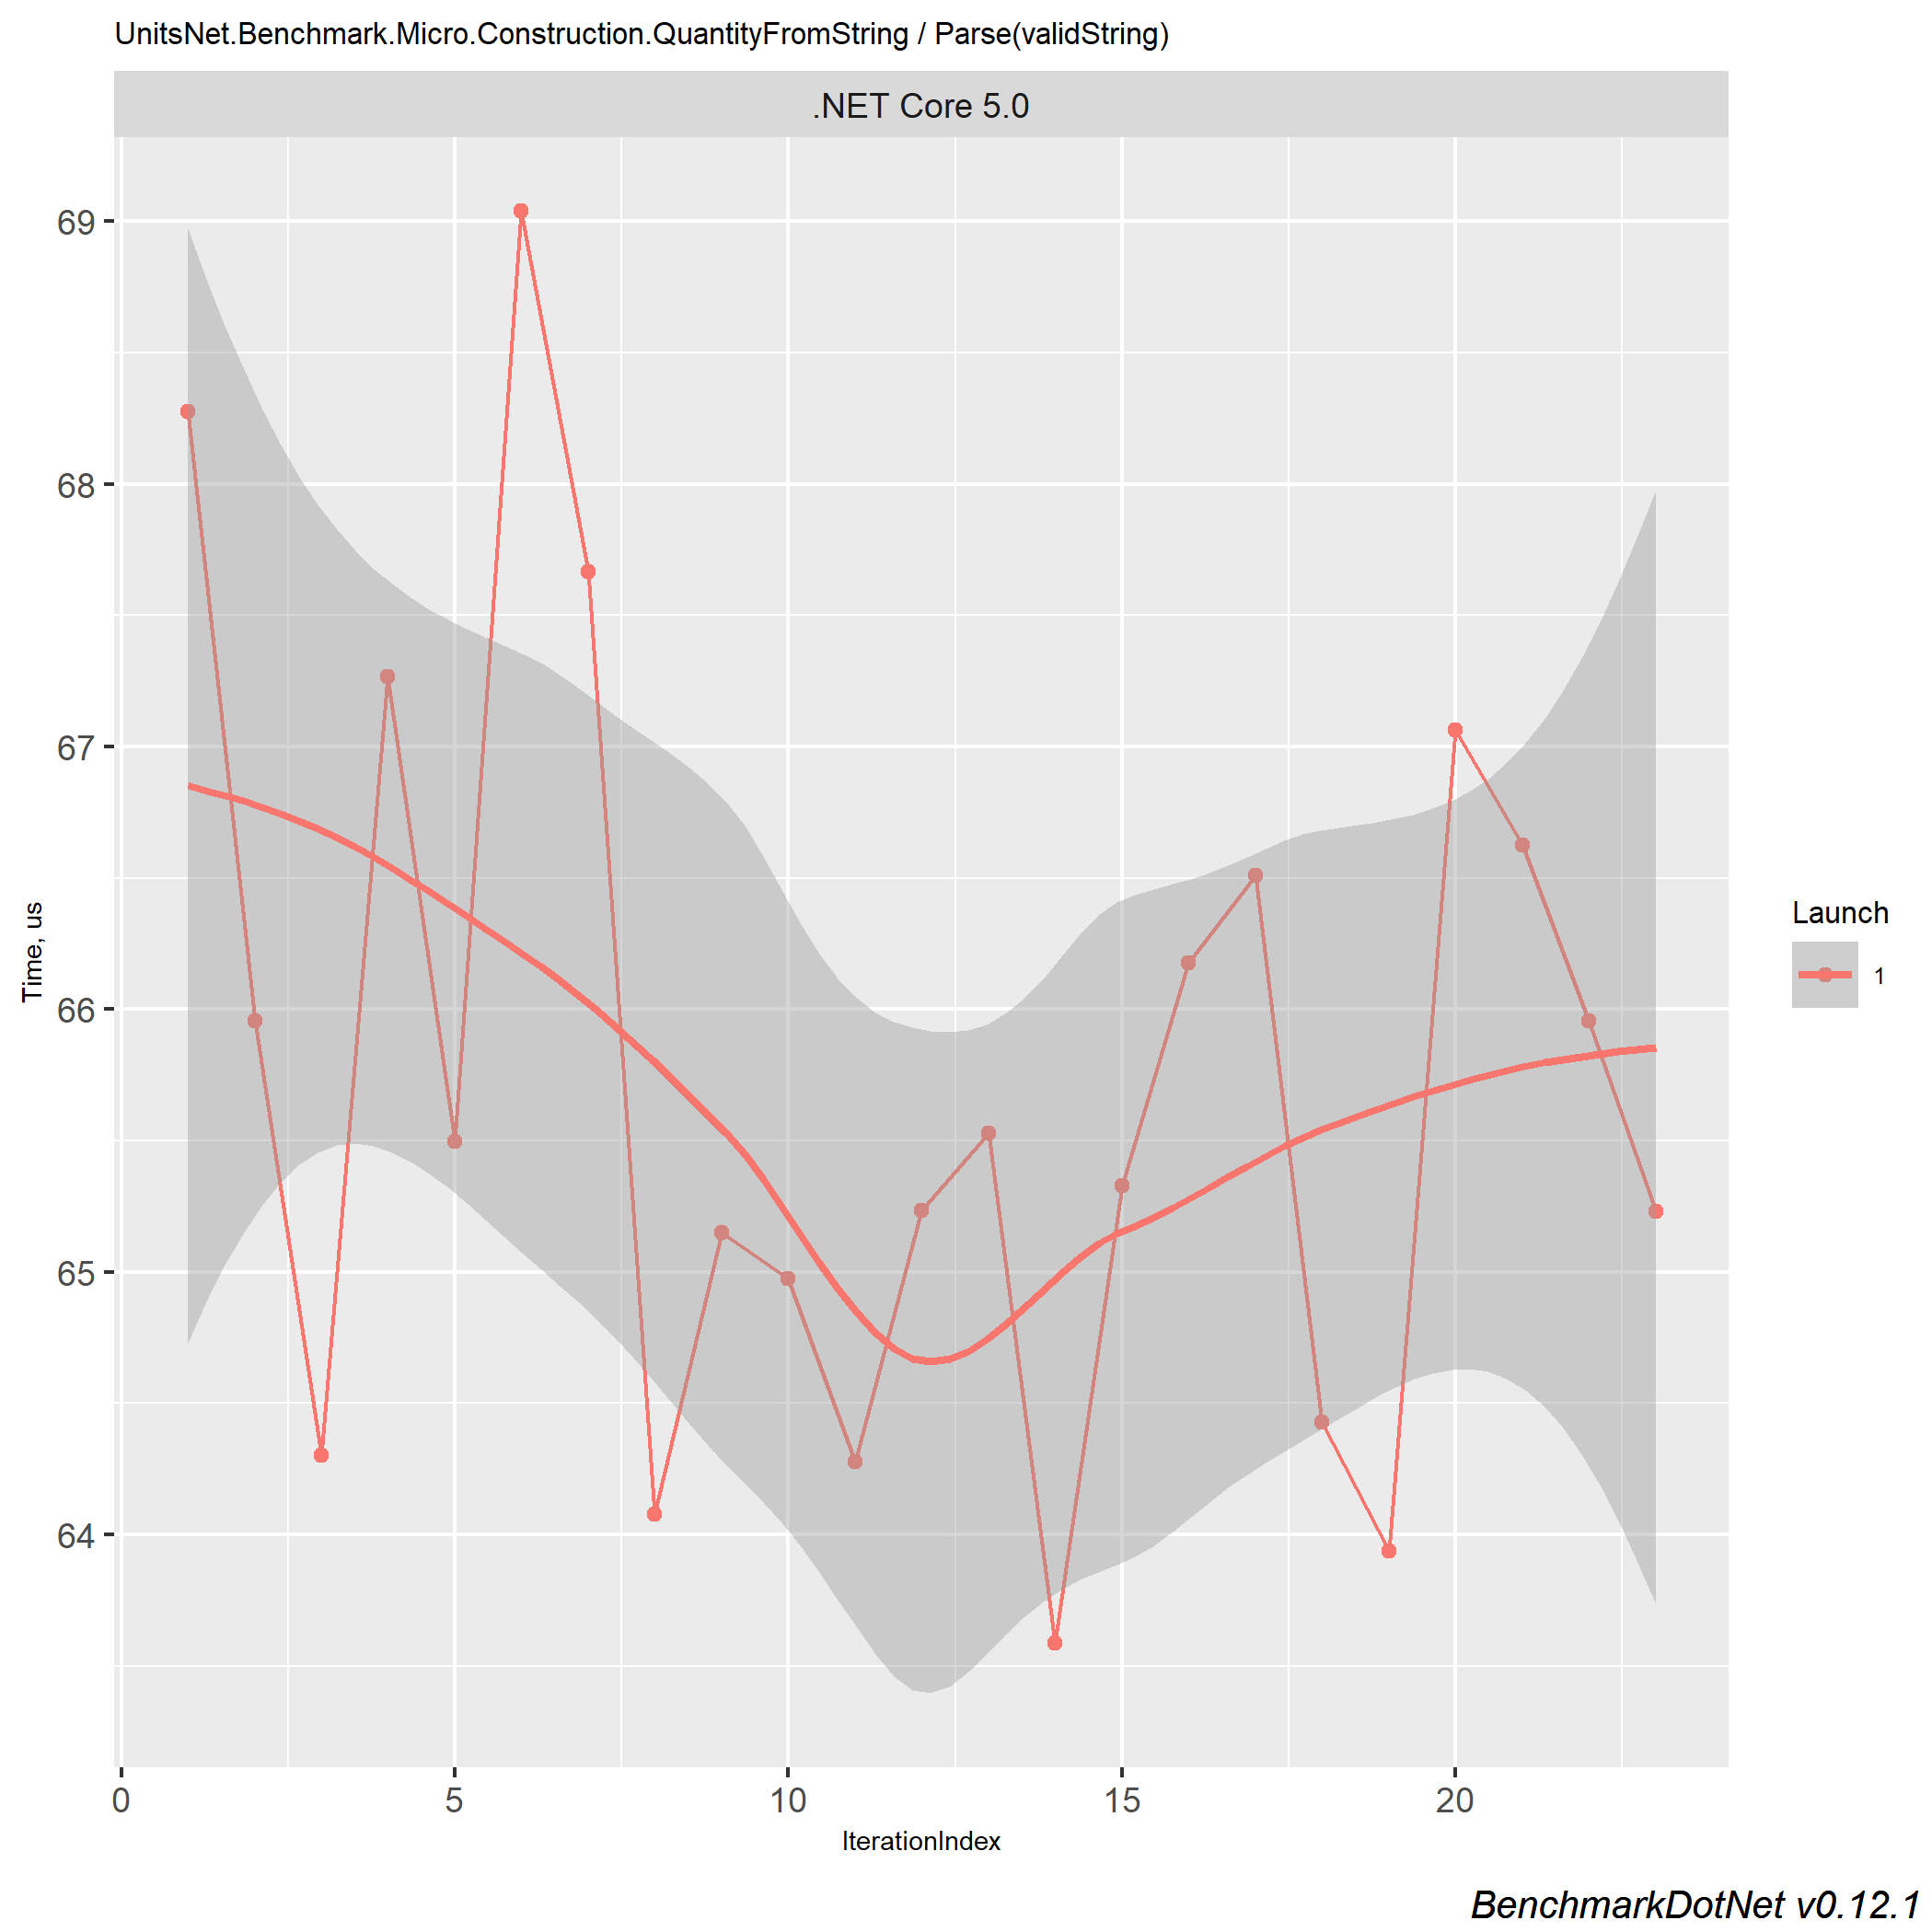 UnitsNet.Benchmark.Micro.Construction.QuantityFromString / Parse(validString)
.NET Core 5.0
69
68
67
66
65
64
Time, us
0 5 10 15 20
IterationIndex
Launch
1
BenchmarkDotNet v0.12.1